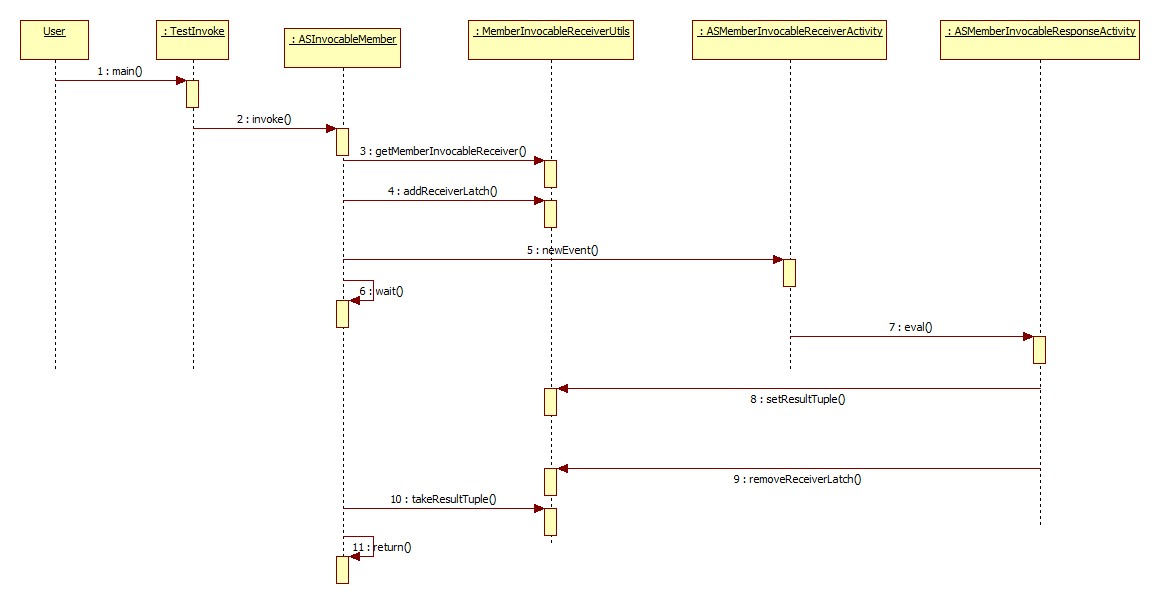 User
: TestInvoke
: ASInvocableMember
: MemberInvocableReceiverUtils
: ASMemberInvocableReceiverActivity
: ASMemberInvocableResponseActivity
1 : main()
2 : invoke()
3 : getMemberInvocableReceiver()
4 : addReceiverLatch()
5 : newEvent()
6 : wait()
7 : eval()
8 : setResultTuple()
9 : removeReceiverLatch()
10 : takeResultTuple()
11 : return()